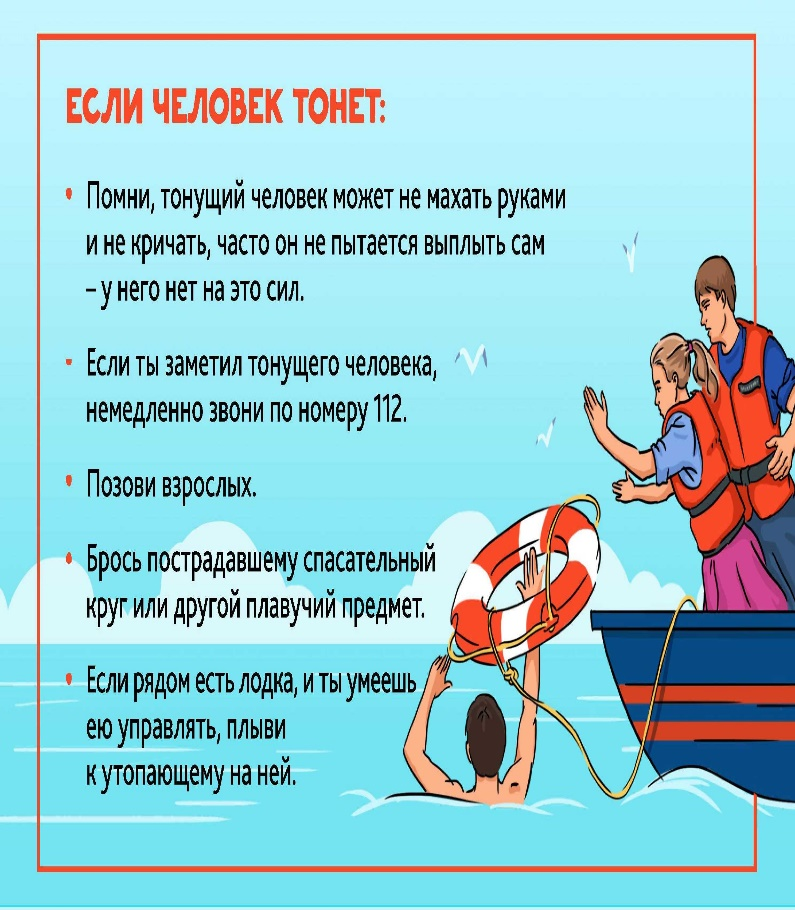 ЕСЛИ ЧЕЛОВЕК ТОНЕТ:
• Помни, тонущий человек может не махать руками
и не кричать, часто он не пытается выплыть сам
– у него нет на это сил.
- Если ты заметил тонущего человека,
немедленно звони по номеру 112.
• Позови взрослых.
• Брось пострадавшему спасательный
круг или другой плавучий предмет.
• Если рядом есть лодка, и ты умеешь
ею управлять, плыви
к утопающему на ней.